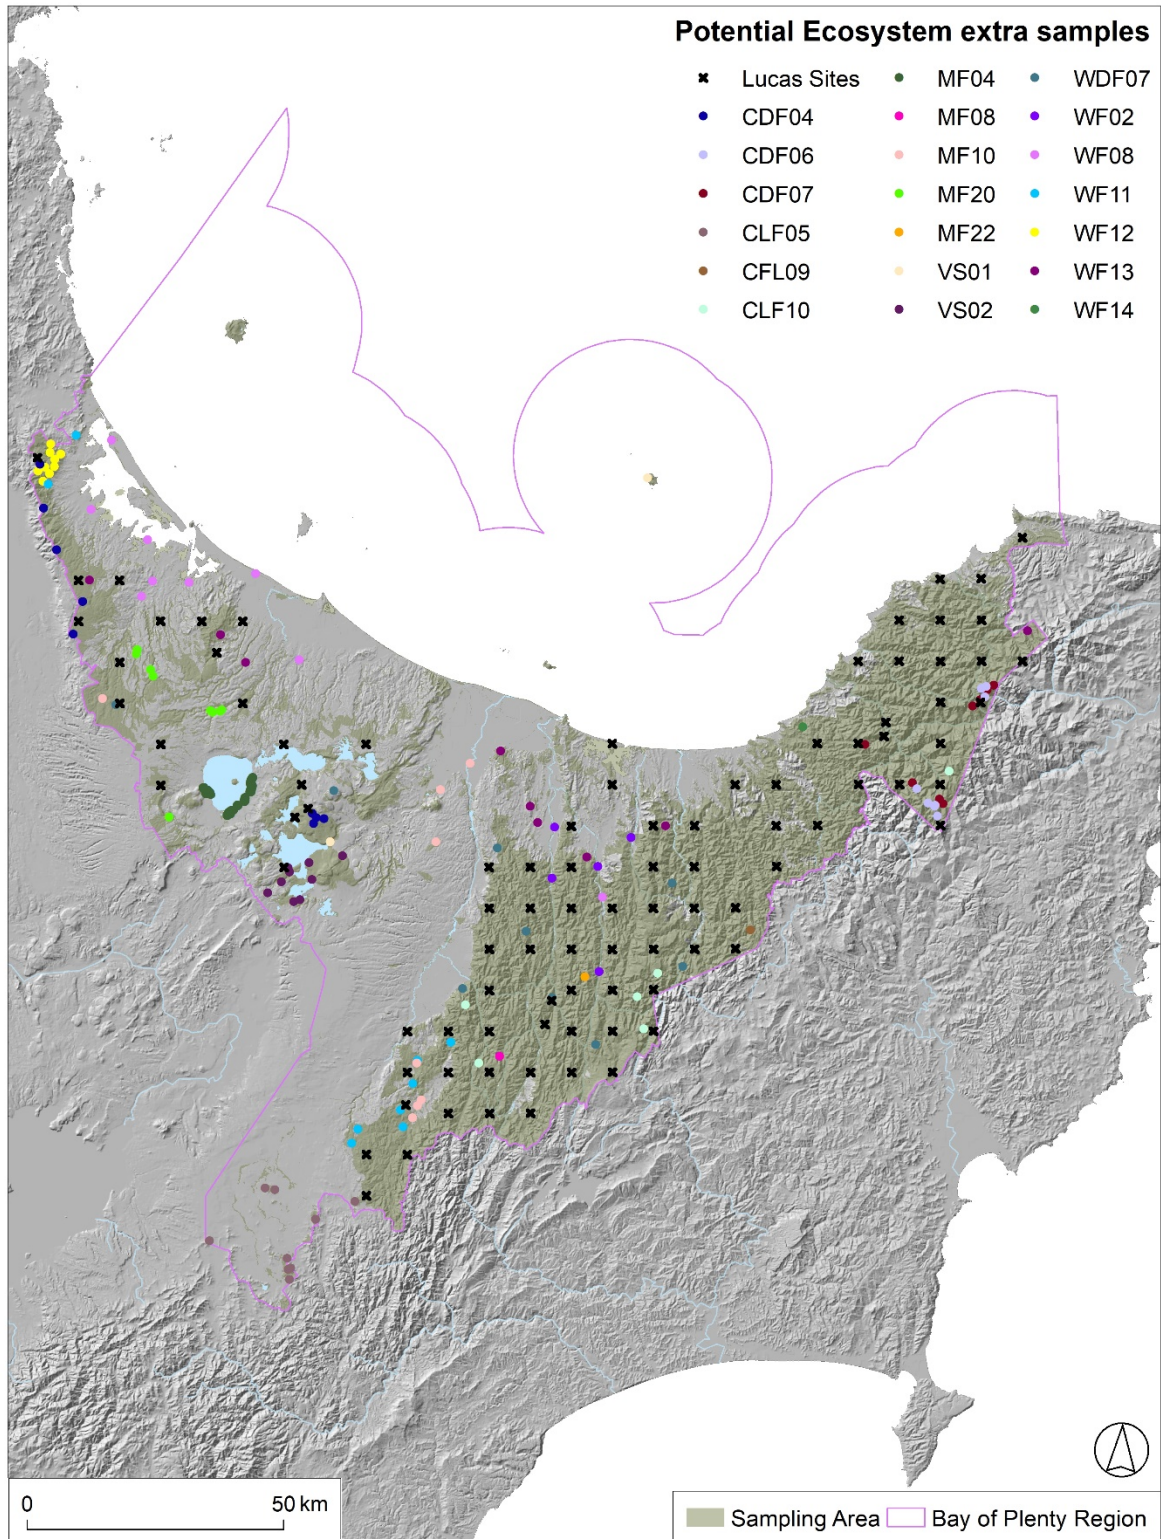 Potential Ecosystem extra samples
Lucas Sites MF04 WDF07
CDF04 MF08 WF02
CDF06 MF10 WF08
CDF07 MF20 WF11
CLF05 MF22 WF12
CFL09 VS01 WF13
CLF10 VS02 WF14
0 50 km
Sampling Area Bay of Plenty Region